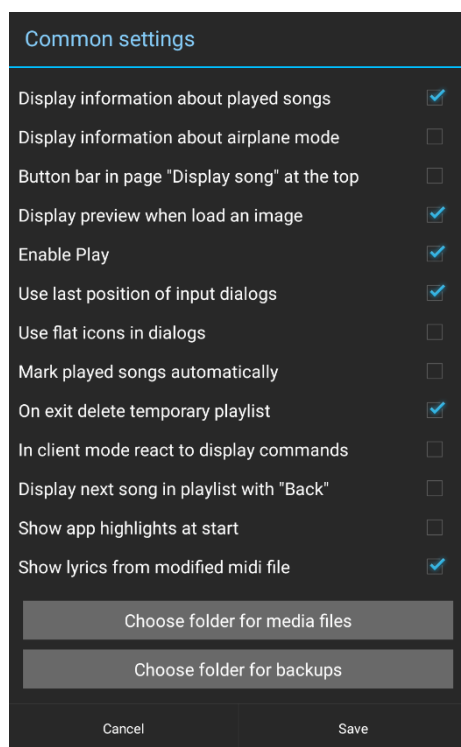 Common settings
Display information about played songs
Display information about airplane mode
Button bar in page "Display song" at the top
Display preview when load an image
Enable Play
Use last position of input dialogs
Use flat icons in dialogs
Mark played songs automatically
On exit delete temporary playlist
In client mode react to display commands
Display next song in playlist with "Back"
Show app highlights at start
Show lyrics from modified midi file
Choose folder for media files
Choose folder for backups
Cancel Save